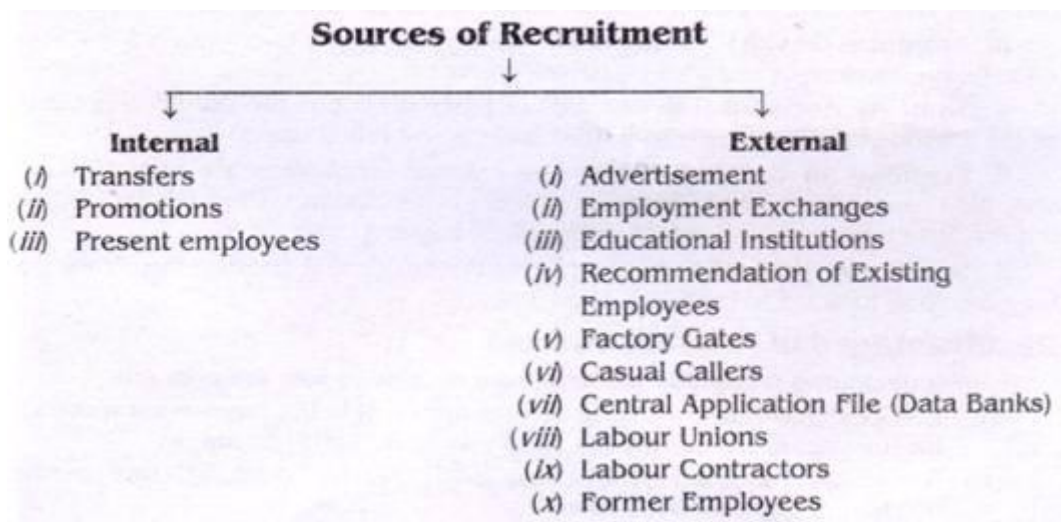 Sources of Recruitment
Internal
(i) Transfers
(ii) Promotions
(iii) Present employees
External
(i) Advertisement
(ii) Employment Exchanges
(iii) Educational Institutions
(iv) Recommendation of Existing
Employees
(v) Factory Gates
(vi) Casual Callers
(vii) Central Application File (Data Banks)
(viii) Labour Unions
(ix) Labour Contractors
(x) Former Employees